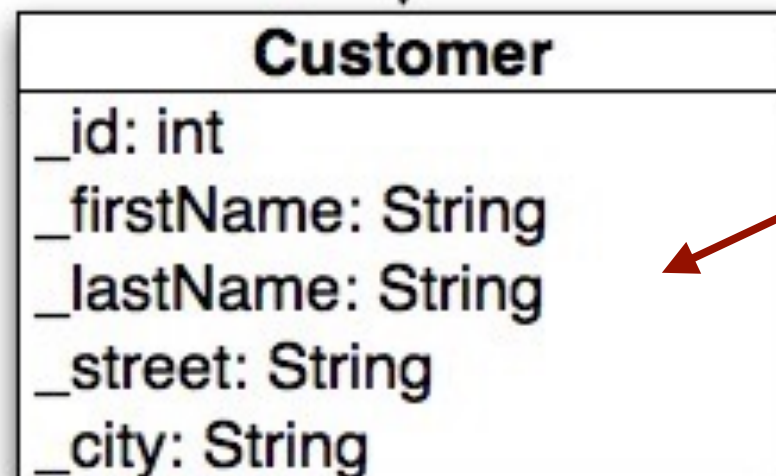 Customer
_id: int
_firstName: String
_lastName: String
_street: String
_city: String